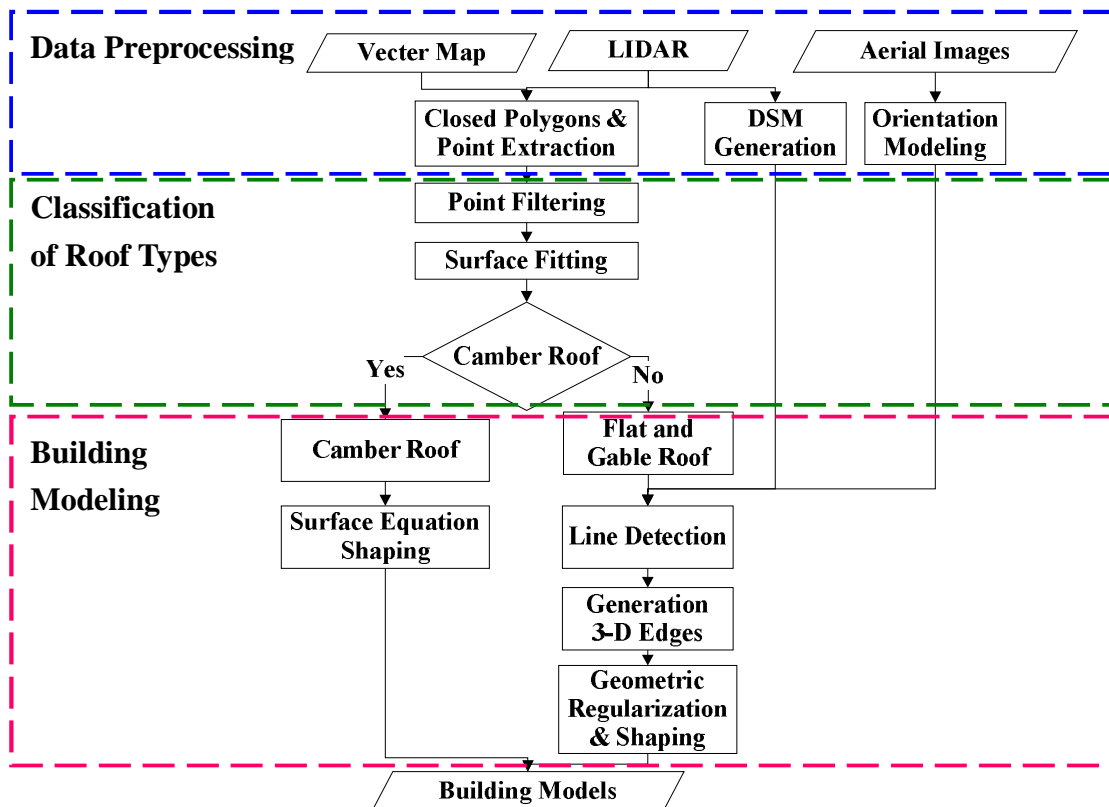 Data Preprocessing
Vecter Map
LIDAR
Aerial Images
Closed Polygons &
Point Extraction
DSM
Generation
Orientation
Modeling
Classification
of Roof Types
Point Filtering
Surface Fitting
Camber Roof
Yes
No
Building
Modeling
Camber Roof
Flat and
Gable Roof
Surface Equation
Shaping
Line Detection
Generation
3-D Edges
Geometric
Regularization
& Shaping
Building Models